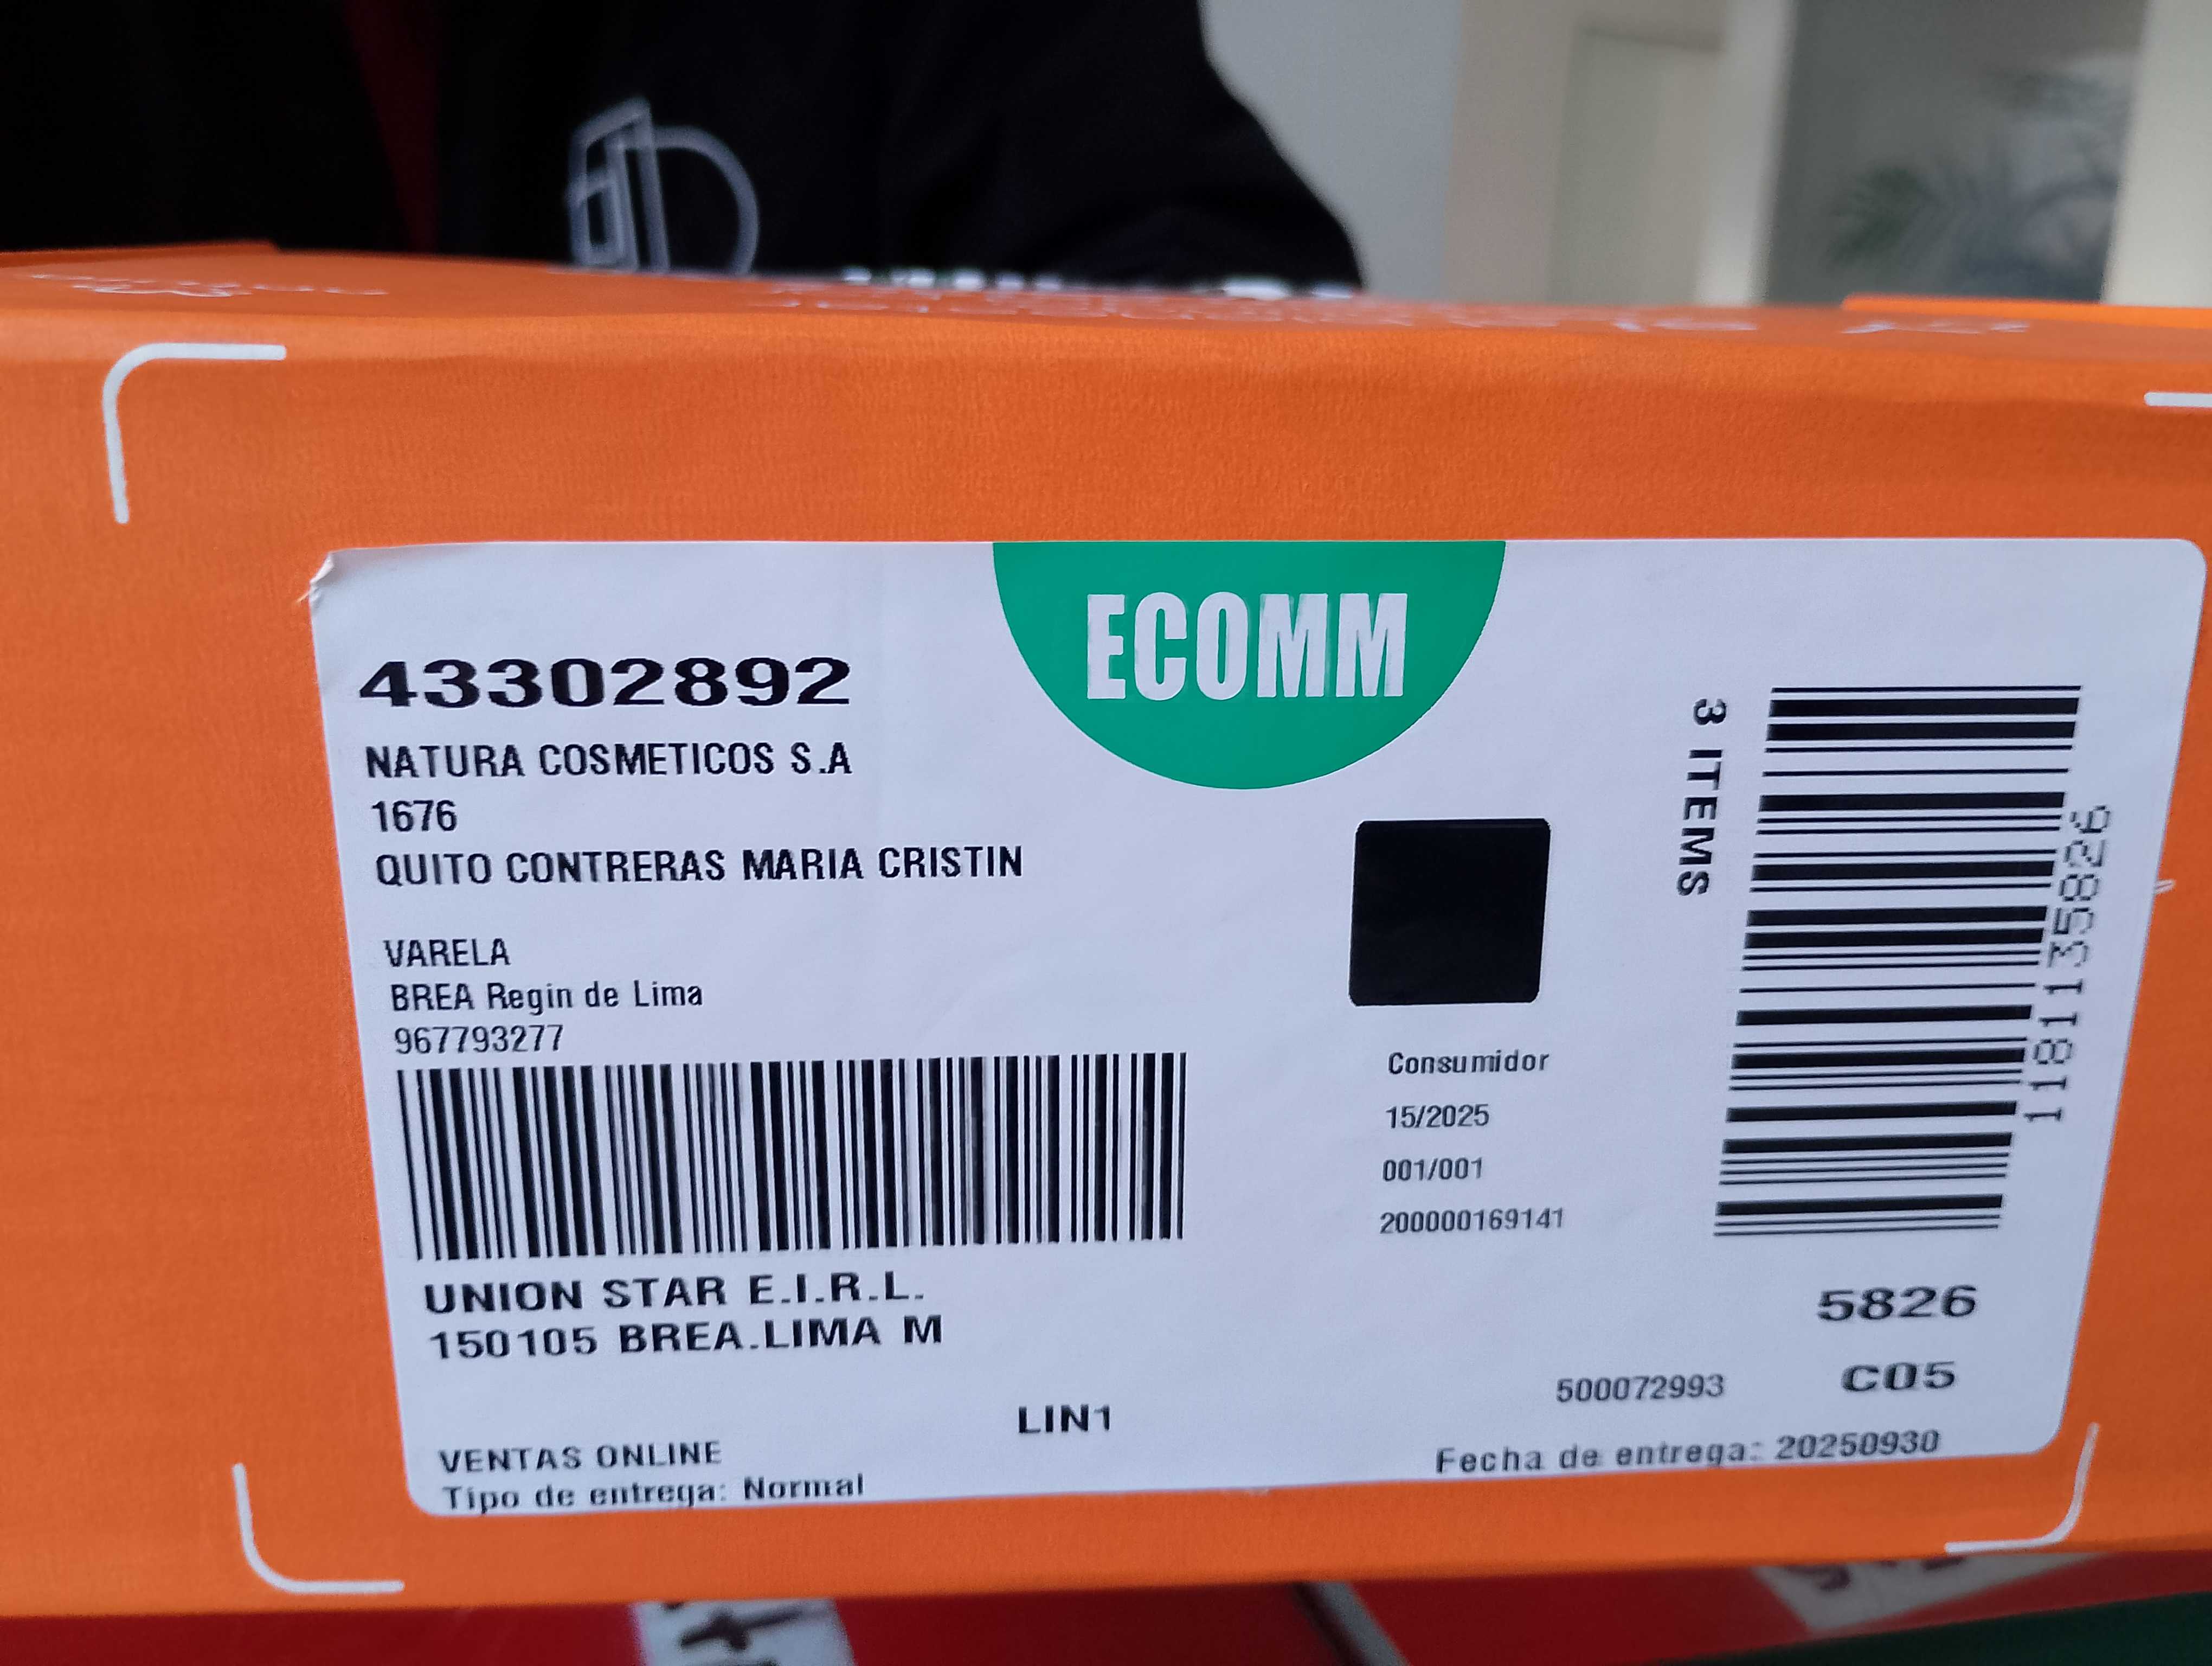 ECOMM
43302892
NATURA COSMETICOS S.A
1676
QUITO CONTRERAS MARIA CRISTIN
VARELA
BREA Regin de Lima
967793277
UNION STAR E.I.R.L.
150105 BREA.LIMA M
LIN1
VENTAS ONLINE
Tipo de entrega: Normal
3 ITEMS
1181135826
Consumidor
15/2025
001/001
200000169141
5826
500072993
C05
Fecha de entrega: 20250930